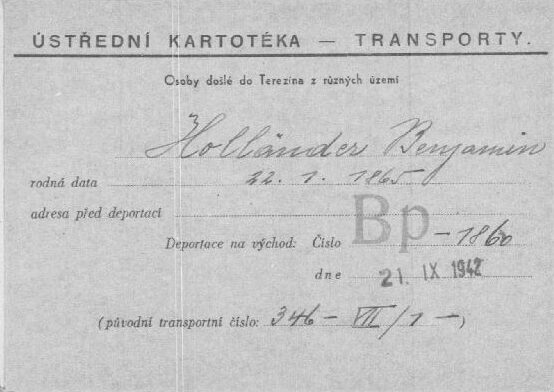 ÚSTŘEDNÍ KARTOTÉKA — TRANSPORTY.
Osoby došlé do Terezína z různých území
Holländer Benjamin
rodná data 22. 1. 1865
adresa před deportací
Deportace na východ: Číslo Bp – 1860
dne 21. IX 1942
(původní transportní číslo: 346 – VII/1 –)